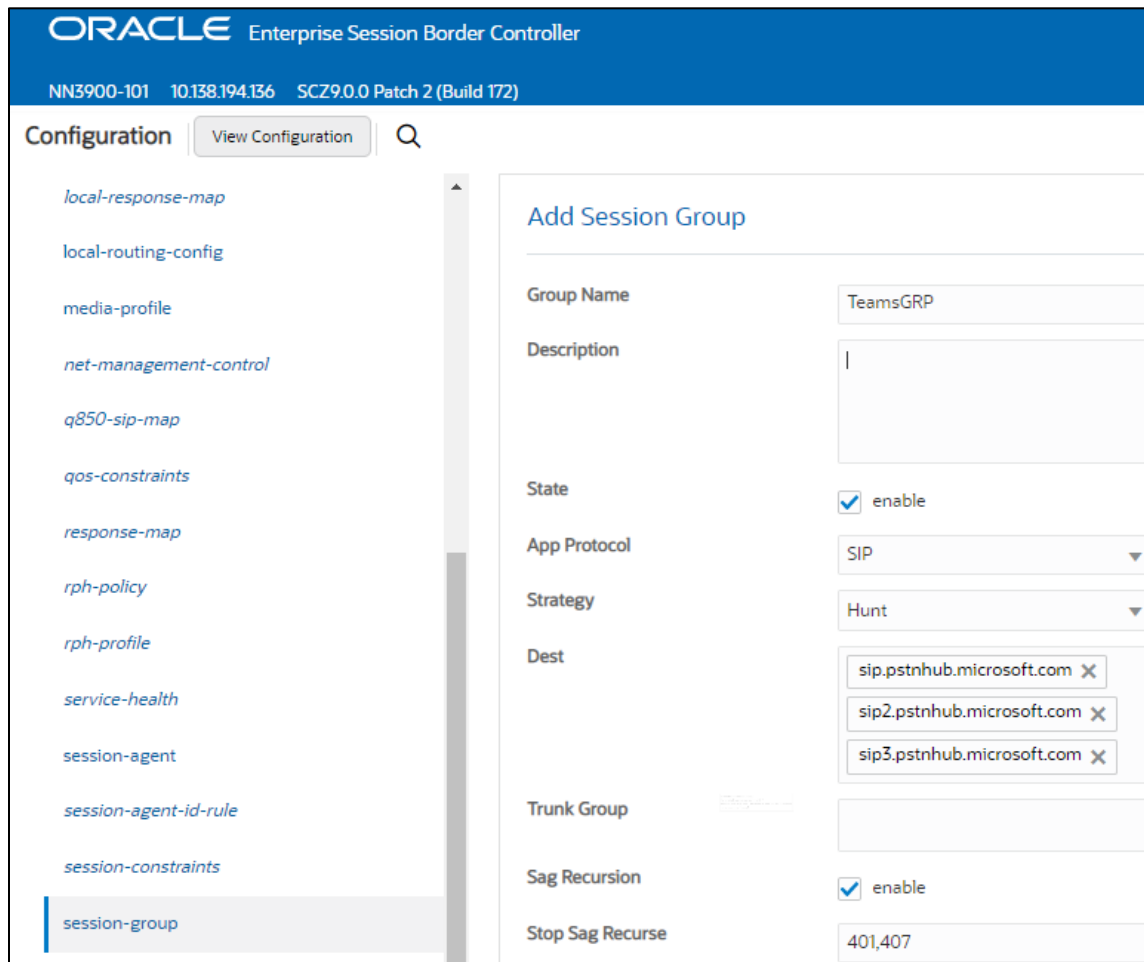 ORACLE Enterprise Session Border Controller
NN3900-101 10.138.194.136 SCZ9.0.0 Patch 2 (Build 172)
Configuration View Configuration
local-response-map
local-routing-config
media-profile
net-management-control
q850-sip-map
qos-constraints
response-map
rph-policy
rph-profile
service-health
session-agent
session-agent-id-rule
session-constraints
session-group
Add Session Group
Group Name TeamsGRP
Description
State enable
App Protocol SIP
Strategy Hunt
Dest sip.pstnhub.microsoft.com
sip2.pstnhub.microsoft.com
sip3.pstnhub.microsoft.com
Trunk Group
Sag Recursion enable
Stop Sag Recurse 401,407